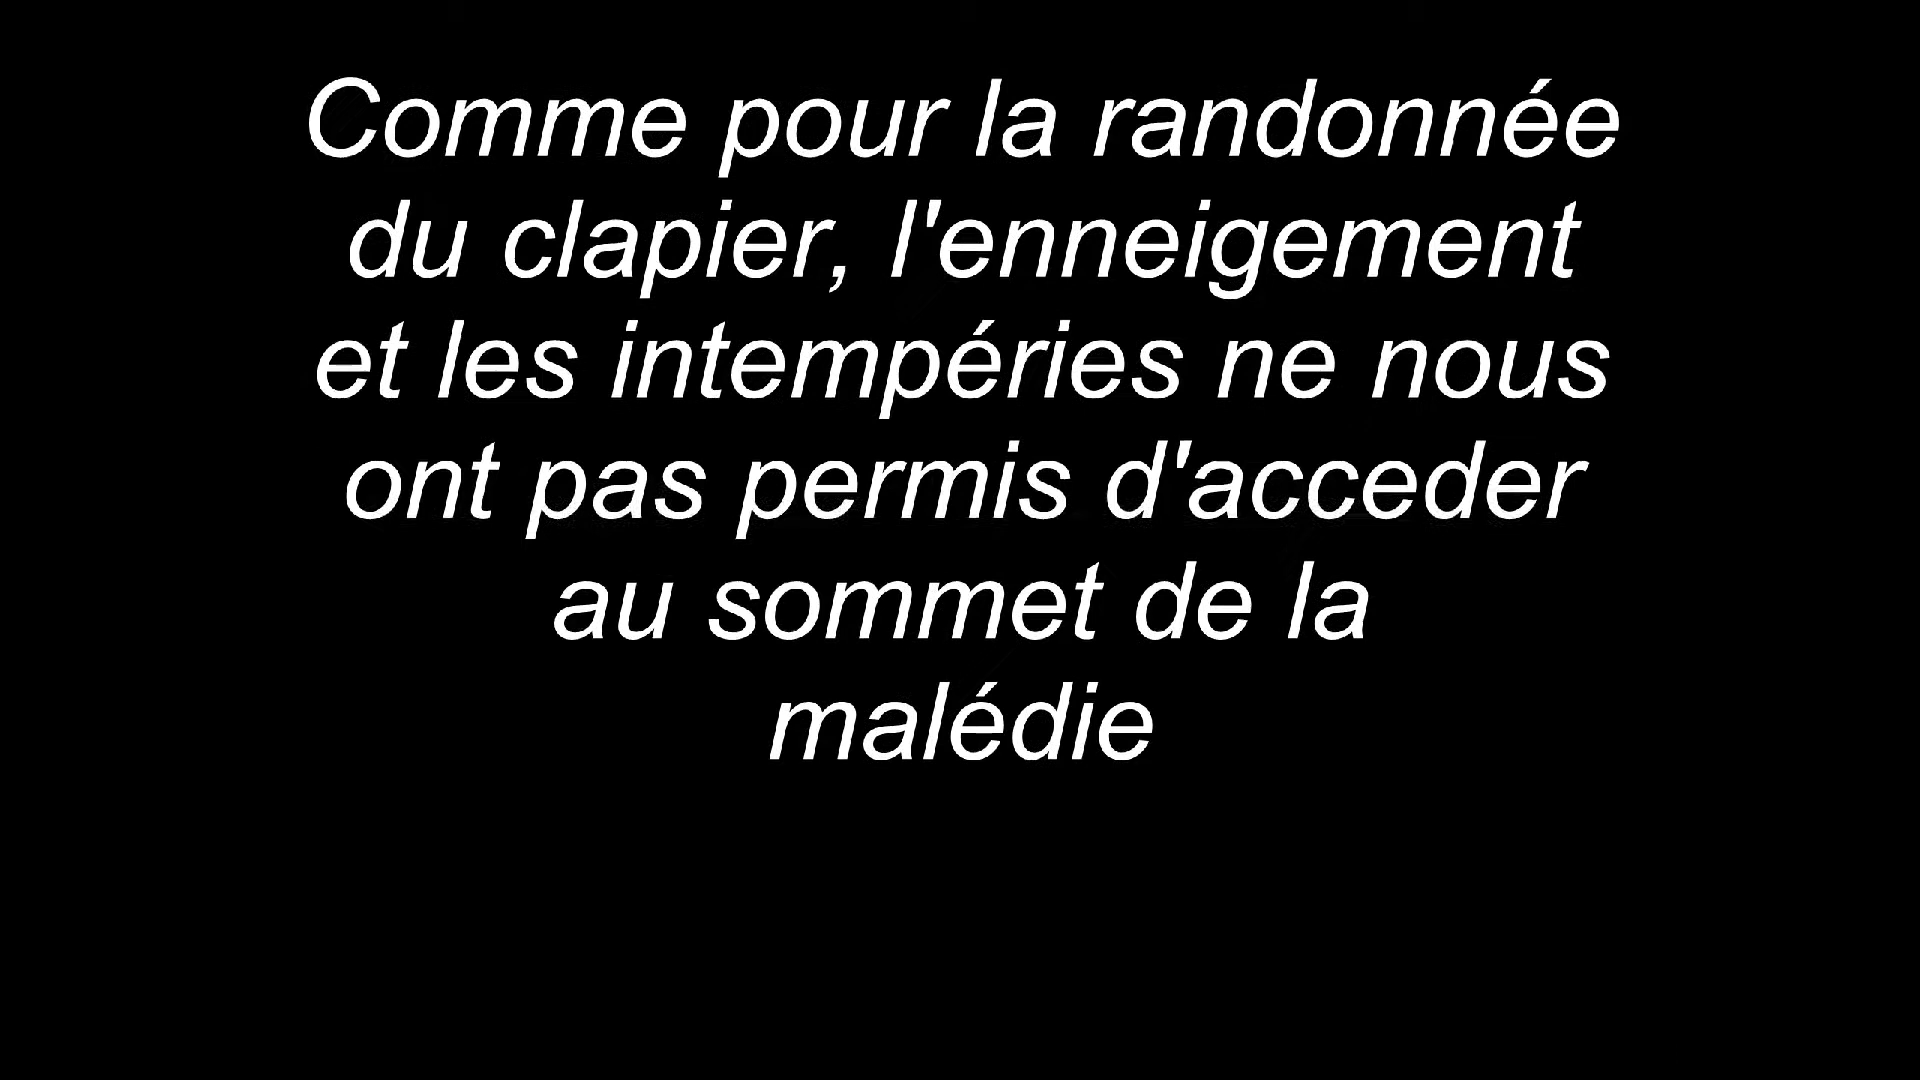 Comme pour la randonnée
du clapier, l'enneigement
et les intempéries ne nous
ont pas permis d'acceder
au sommet de la
malédie